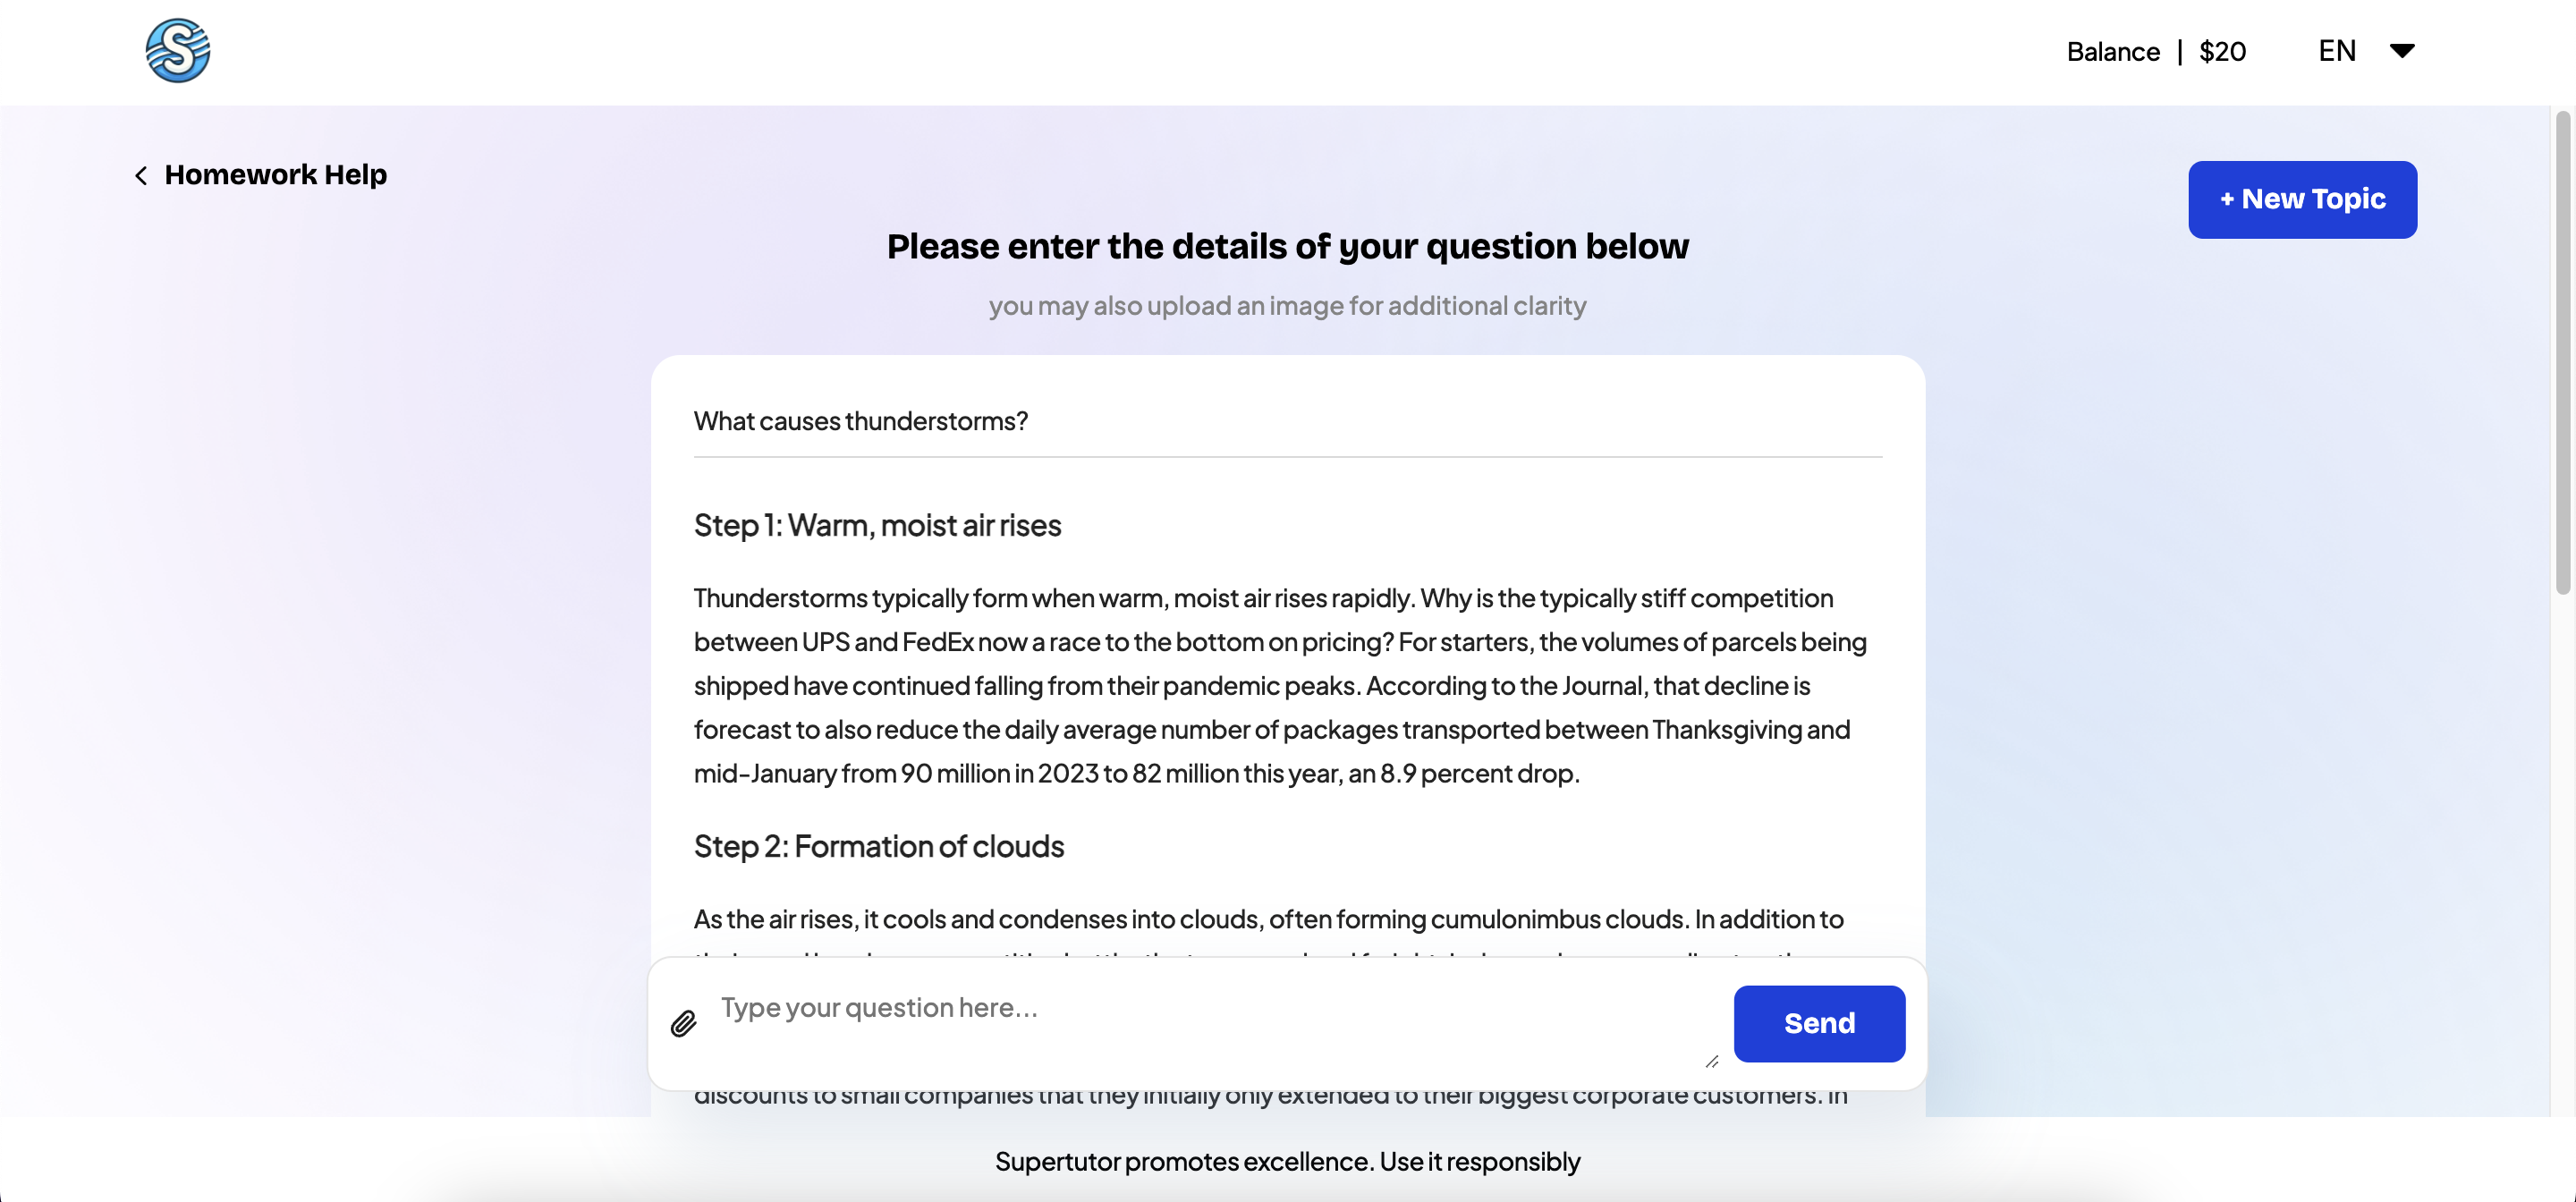 S
Balance | $20
EN
Homework Help
+ New Topic
Please enter the details of your question below
you may also upload an image for additional clarity
What causes thunderstorms?
Step 1: Warm, moist air rises
Thunderstorms typically form when warm, moist air rises rapidly. Why is the typically stiff competition
between UPS and FedEx now a race to the bottom on pricing? For starters, the volumes of parcels being
shipped have continued falling from their pandemic peaks. According to the Journal, that decline is
forecast to also reduce the daily average number of packages transported between Thanksgiving and
mid-January from 90 million in 2023 to 82 million this year, an 8.9 percent drop.
Step 2: Formation of clouds
As the air rises, it cools and condenses into clouds, often forming cumulonimbus clouds. In addition to
Type your question here...
Send
discounts to small companies that they initially only extended to their biggest corporate customers. In
Supertutor promotes excellence. Use it responsibly